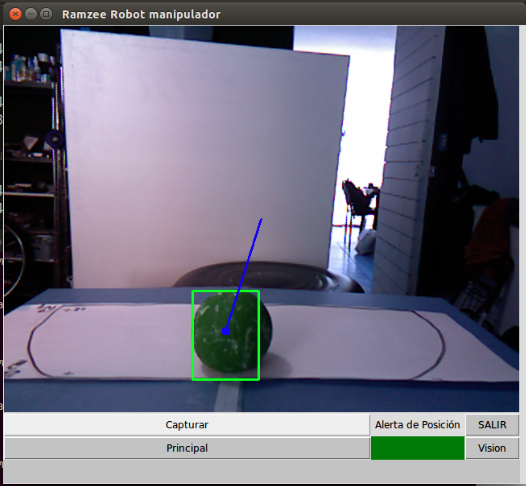 Ramzee Robot manipulador
Capturar
Alerta de Posición
SALIR
Principal
Vision